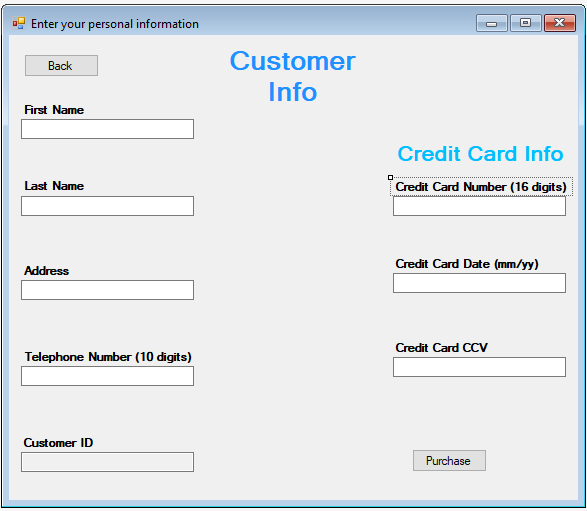 Enter your personal information
Back
Customer
Info
First Name
Credit Card Info
Last Name
Credit Card Number (16 digits)
Address
Credit Card Date (mm/yy)
Telephone Number (10 digits)
Credit Card CCV
Customer ID
Purchase